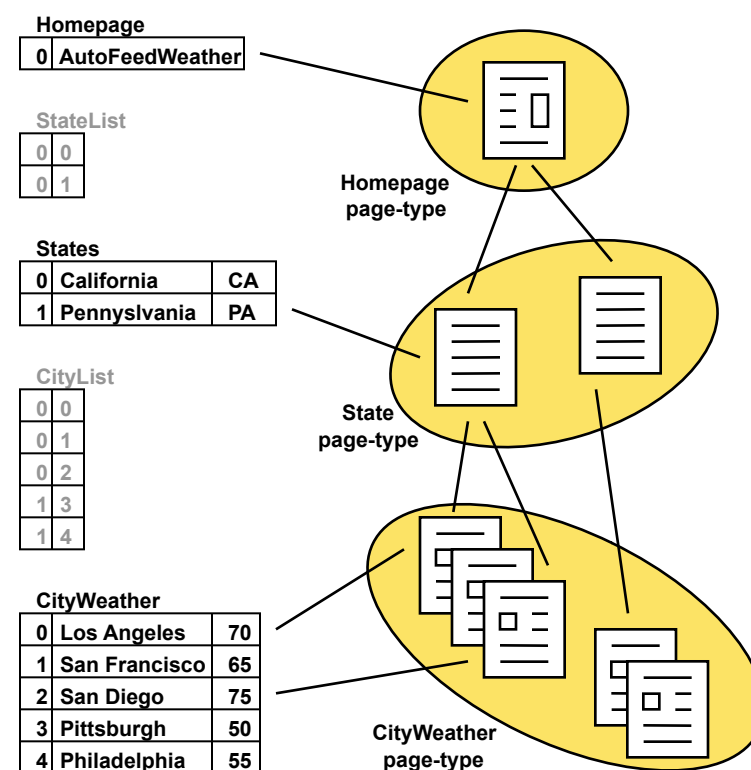 Homepage
0 AutoFeedWeather
StateList
0 0
0 1
Homepage
page-type
States
0 California CA
1 Pennyslvania PA
CityList
0 0
0 1
0 2
1 3
1 4
State
page-type
CityWeather
0 Los Angeles 70
1 San Francisco 65
2 San Diego 75
3 Pittsburgh 50
4 Philadelphia 55
CityWeather
page-type